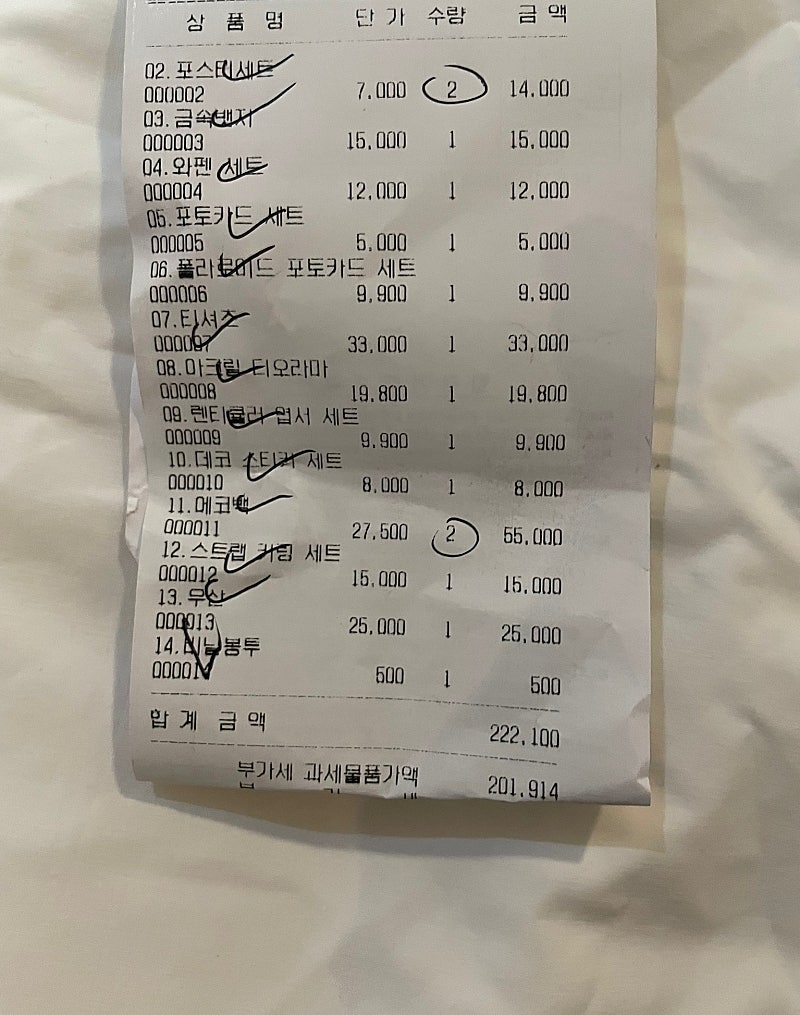 상 품 명 단 가 수량 금 액
02.포스터세트
000002 7,000 2 14,000
03.금속뱃지
000003 15,000 1 15,000
04.와펜 세트
000004 12,000 1 12,000
05.포토카드 세트
000005 5,000 1 5,000
06.폴라로이드 포토카드 세트
000006 9,900 1 9,900
07.티셔츠
000007 33,000 1 33,000
08.아크릴 티오라마
000008 19,800 1 19,800
09.렌티큘러 엽서 세트
000009 9,900 1 9,900
10.데코 스티커 세트
000010 8,000 1 8,000
11.에코백
000011 27,500 2 55,000
12.스트랩 키링 세트
000012 15,000 1 15,000
13.우산
000013 25,000 1 25,000
14.비닐봉투
000014 500 1 500
합 계 금 액 222,100
부가세 과세물품가액 201,914